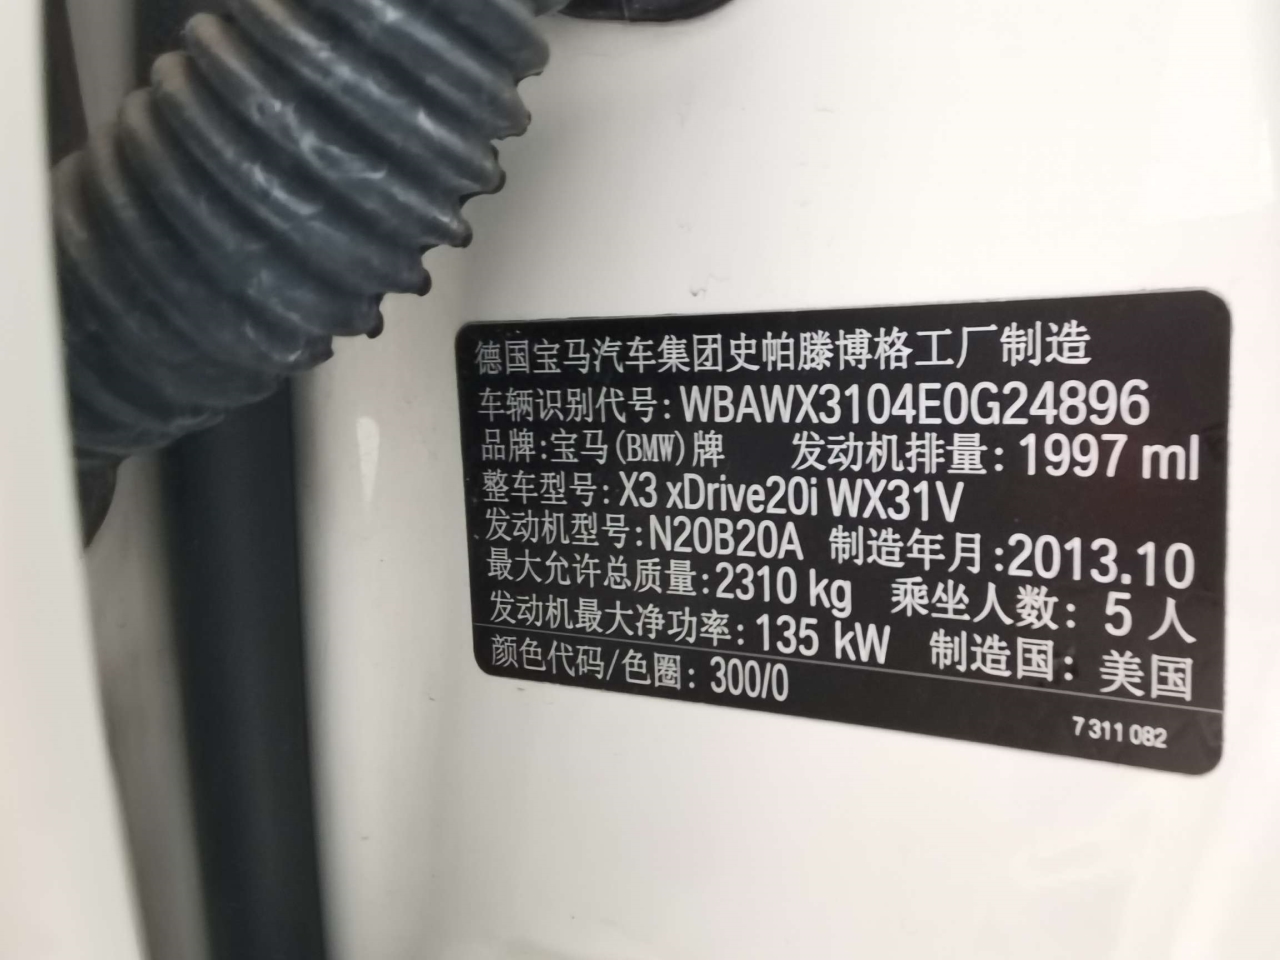 德国宝马汽车集团史帕滕博格工厂制造
车辆识别代号: WBAWX3104E0G24896
品牌:宝马(BMW)牌 发动机排量: 1997 ml
整车型号: X3 xDrive20i WX31V
发动机型号: N20B20A 制造年月:2013.10
最大允许总质量:2310 kg 乘坐人数: 5 人
发动机最大净功率: 135 kW 制造国: 美国
颜色代码/色圈: 300/0
7 311 082